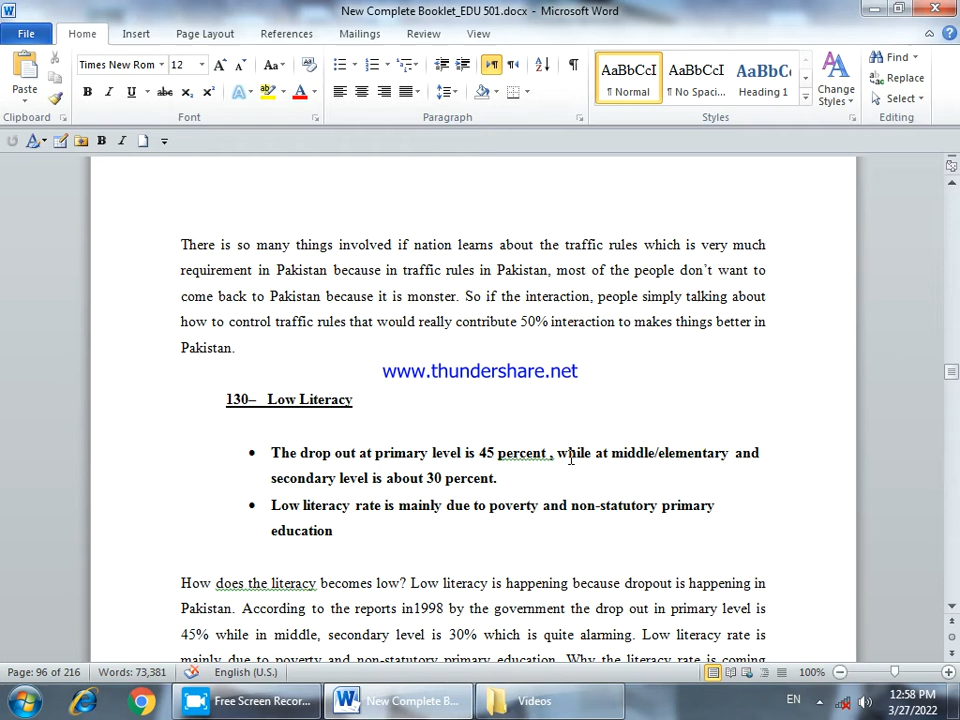 New Complete Booklet_EDU 501.docx - Microsoft Word
File Home Insert Page Layout References Mailings Review View
Paste
Times New Rom 12
AaBbCcI AaBbCcI AaBbC
¶ Normal ¶ No Spaci... Heading 1
Change
Styles
Find
Replace
Select
Clipboard Font Paragraph Styles Editing
There is so many things involved if nation learns about the traffic rules which is very much
requirement in Pakistan because in traffic rules in Pakistan, most of the people don’t want to
come back to Pakistan because it is monster. So if the interaction, people simply talking about
how to control traffic rules that would really contribute 50% interaction to makes things better in
Pakistan.
www.thundershare.net
130– Low Literacy
• The drop out at primary level is 45 percent , while at middle/elementary and
secondary level is about 30 percent.
• Low literacy rate is mainly due to poverty and non-statutory primary
education
How does the literacy becomes low? Low literacy is happening because dropout is happening in
Pakistan. According to the reports in1998 by the government the drop out in primary level is
45% while in middle, secondary level is 30% which is quite alarming. Low literacy rate is
mainly due to poverty and non-statutory primary education. Why the literacy rate is coming
Page: 96 of 216 Words: 73,381 English (U.S.) 100%
Free Screen Recor... New Complete B... Videos EN 12:58 PM
3/27/2022